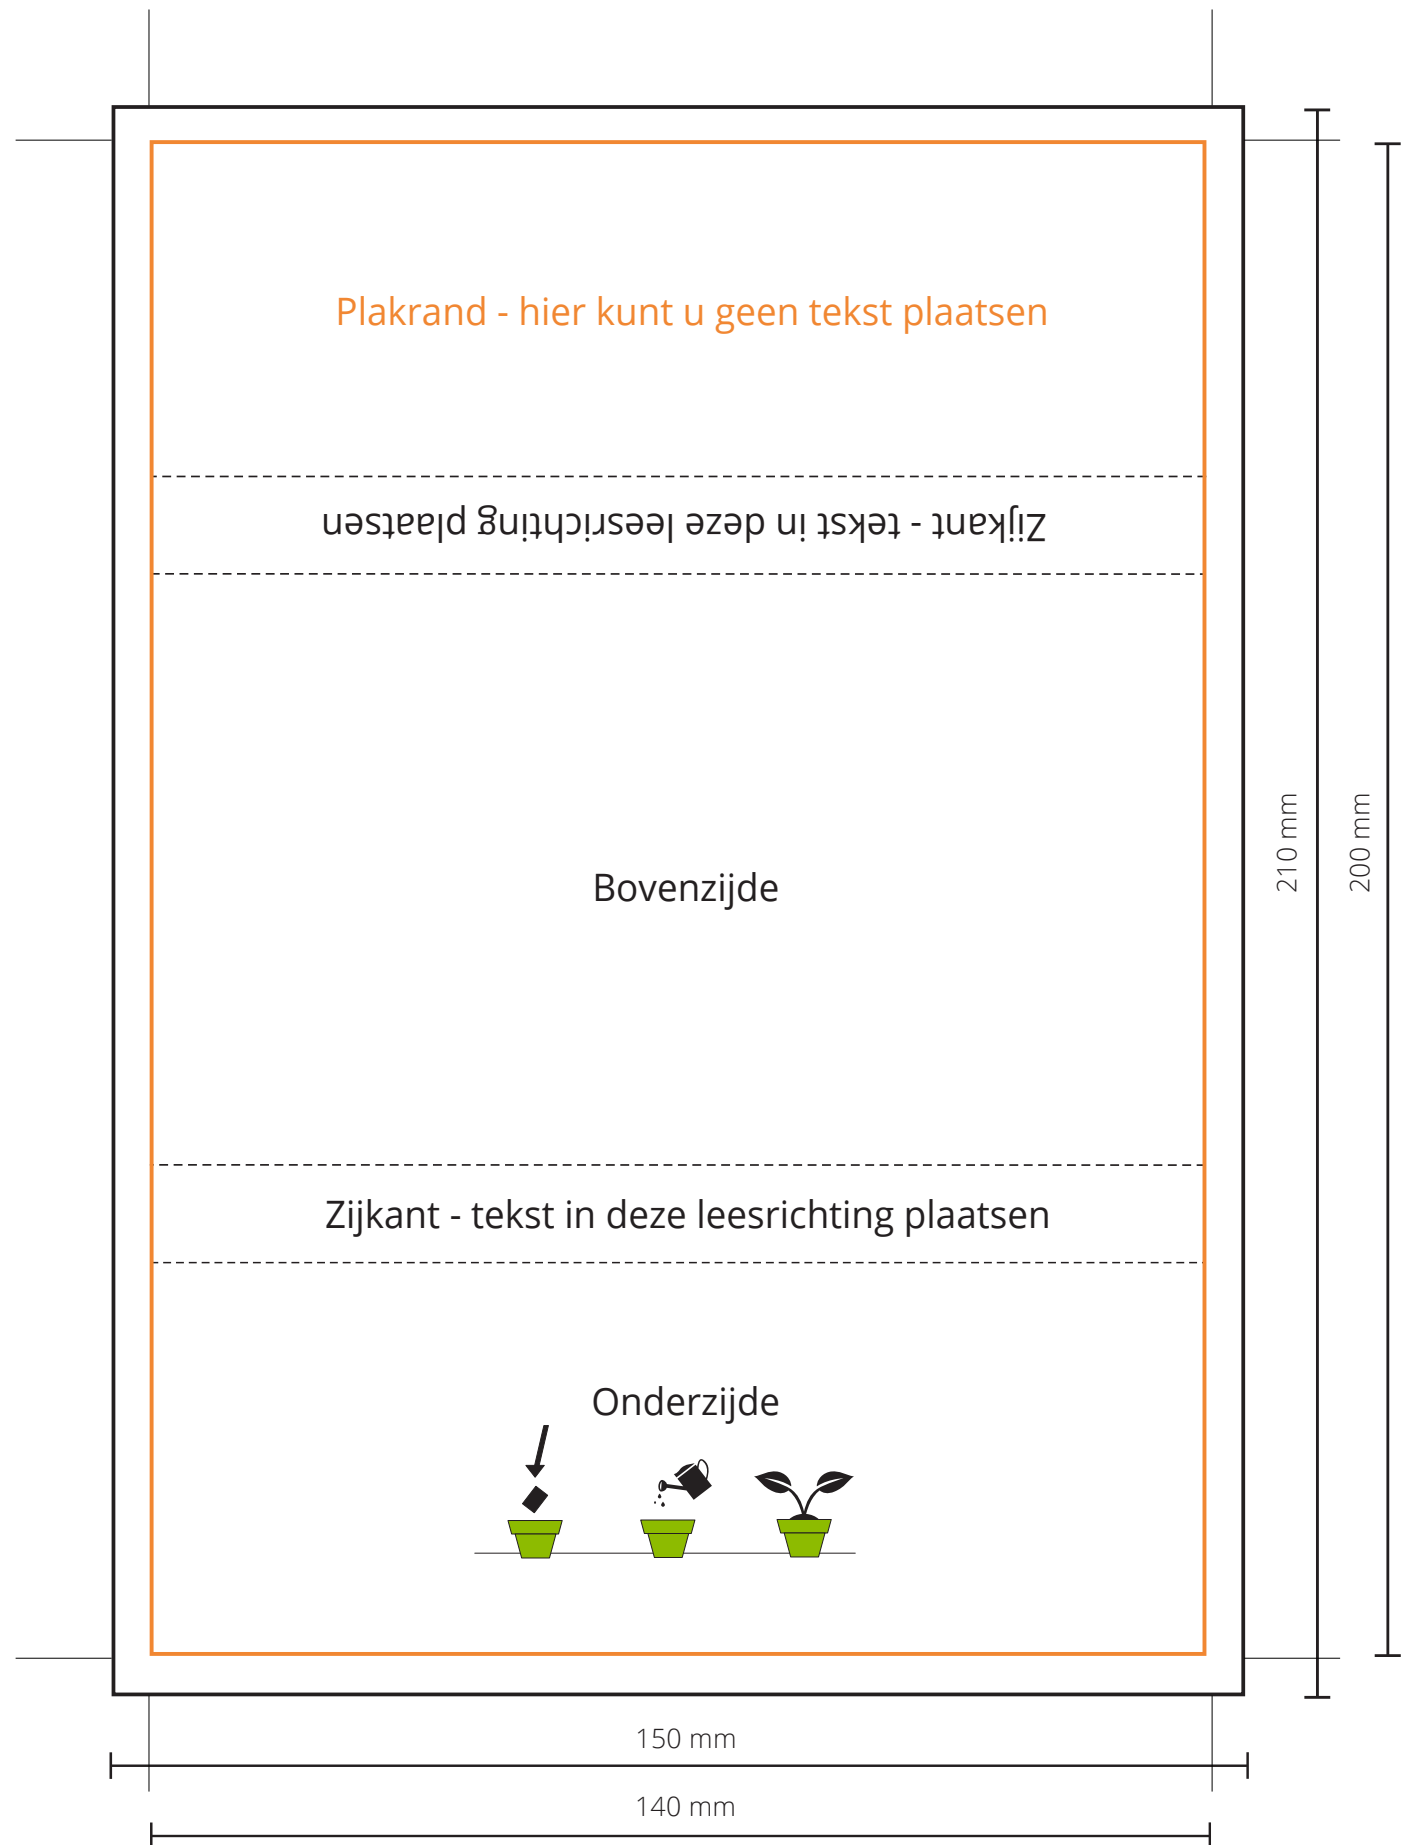 Plakrand - hier kunt u geen tekst plaatsen
Zijkant - tekst in deze leesrichting plaatsen
Bovenzijde
210 mm
200 mm
Zijkant - tekst in deze leesrichting plaatsen
Onderzijde
150 mm
140 mm